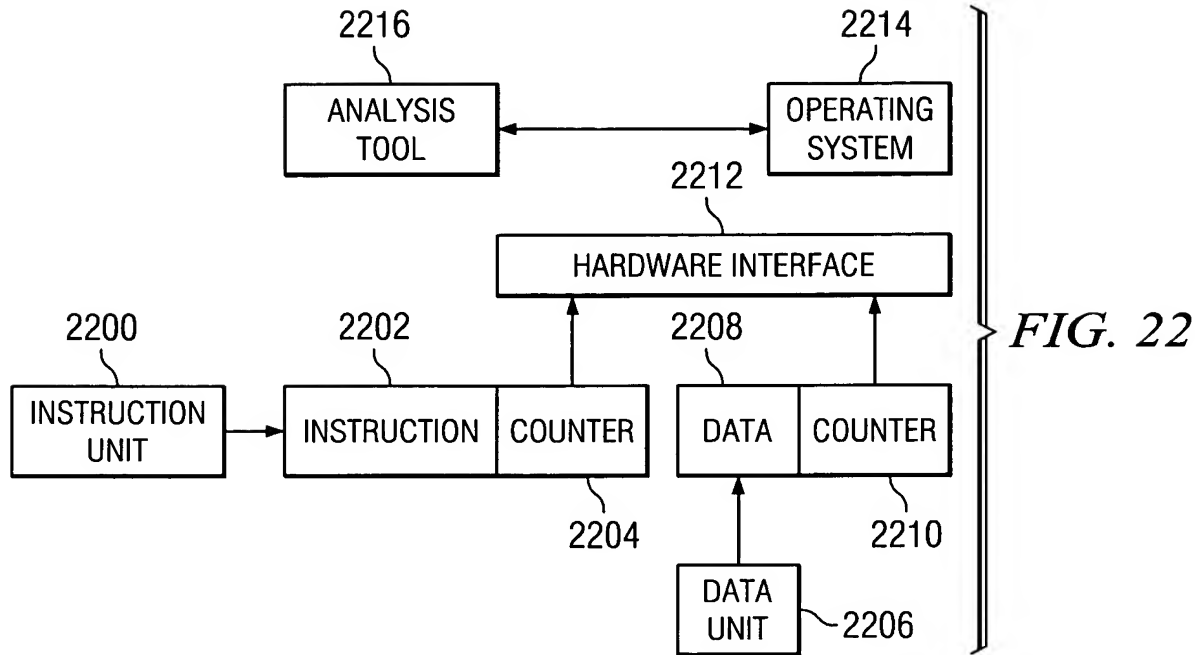 2216
2214
ANALYSIS
TOOL
OPERATING
SYSTEM
2212
HARDWARE INTERFACE
2200
2202
2208
FIG. 22
INSTRUCTION
UNIT
INSTRUCTION
COUNTER
DATA
COUNTER
2204
2210
DATA
UNIT
2206